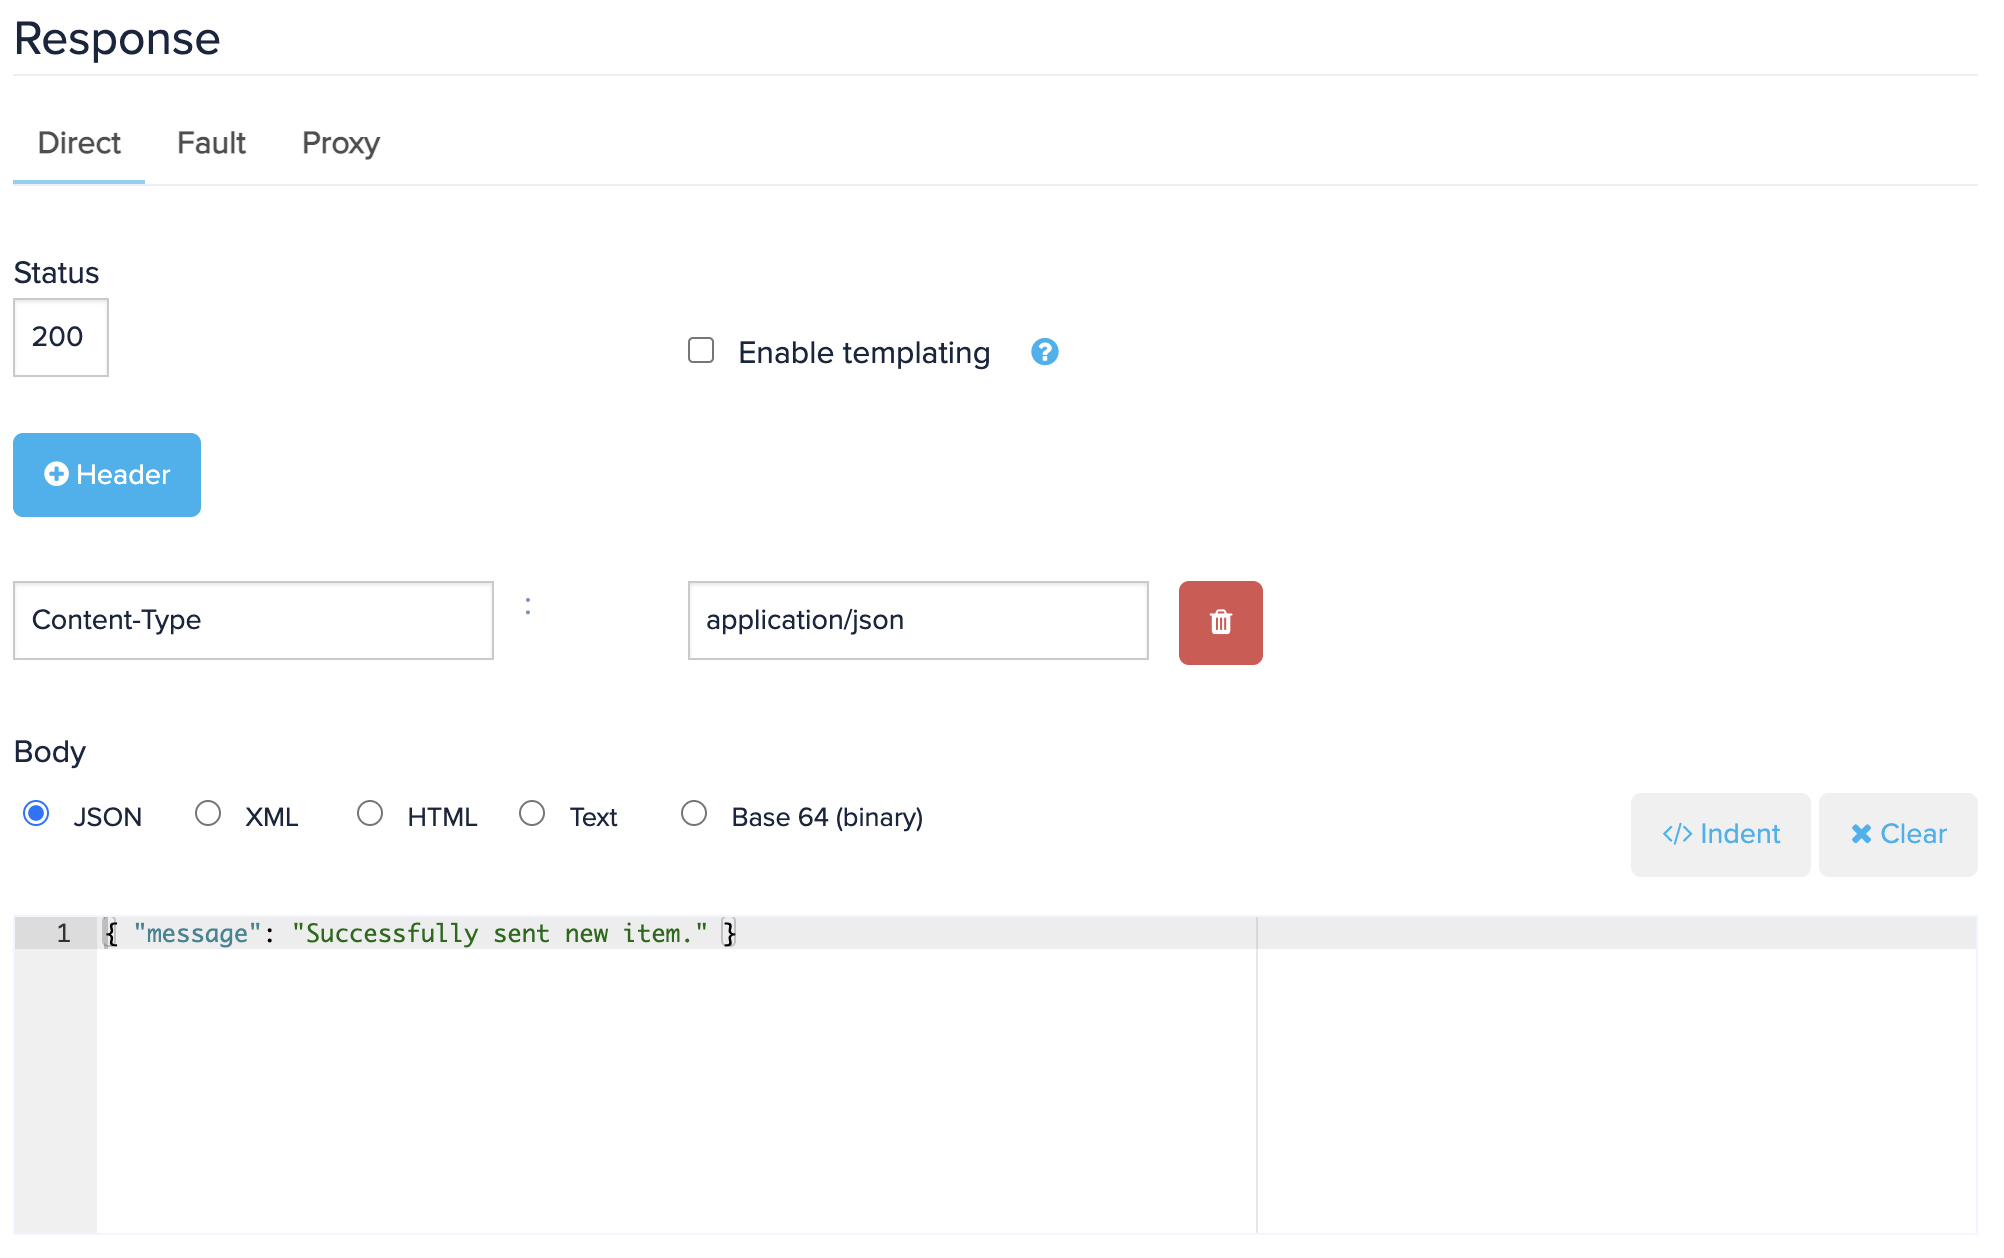 Response
Direct Fault Proxy
Status
200
Enable templating ?
Header
Content-Type : application/json
Body
JSON XML HTML Text Base 64 (binary)
</> Indent Clear
1 { "message": "Successfully sent new item." }